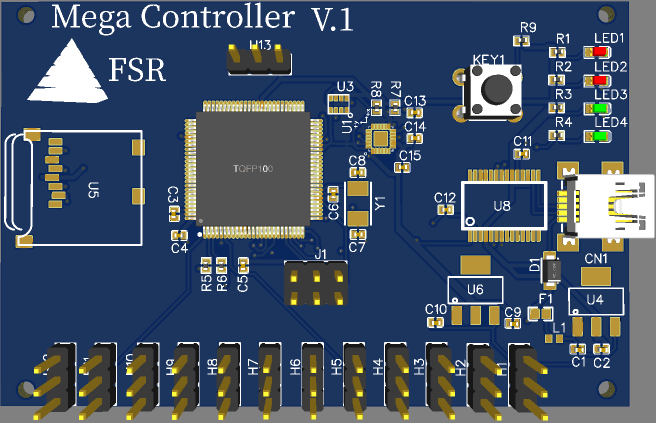 Mega Controller V.1
FSR
H13
R9
KEY1
R1
LED1
R2
LED2
R3
LED3
R4
LED4
U3
R8
R7
C13
U1
C14
C15
C11
TQFP100
U5
C8
C3
C9
Y1
C12
U8
C4
C7
R5
R6
C5
J1
D1
CN1
U6
U4
F1
C10
C9
L1
C1
C2
H9
H8
H7
H6
H5
H4
H3
H2